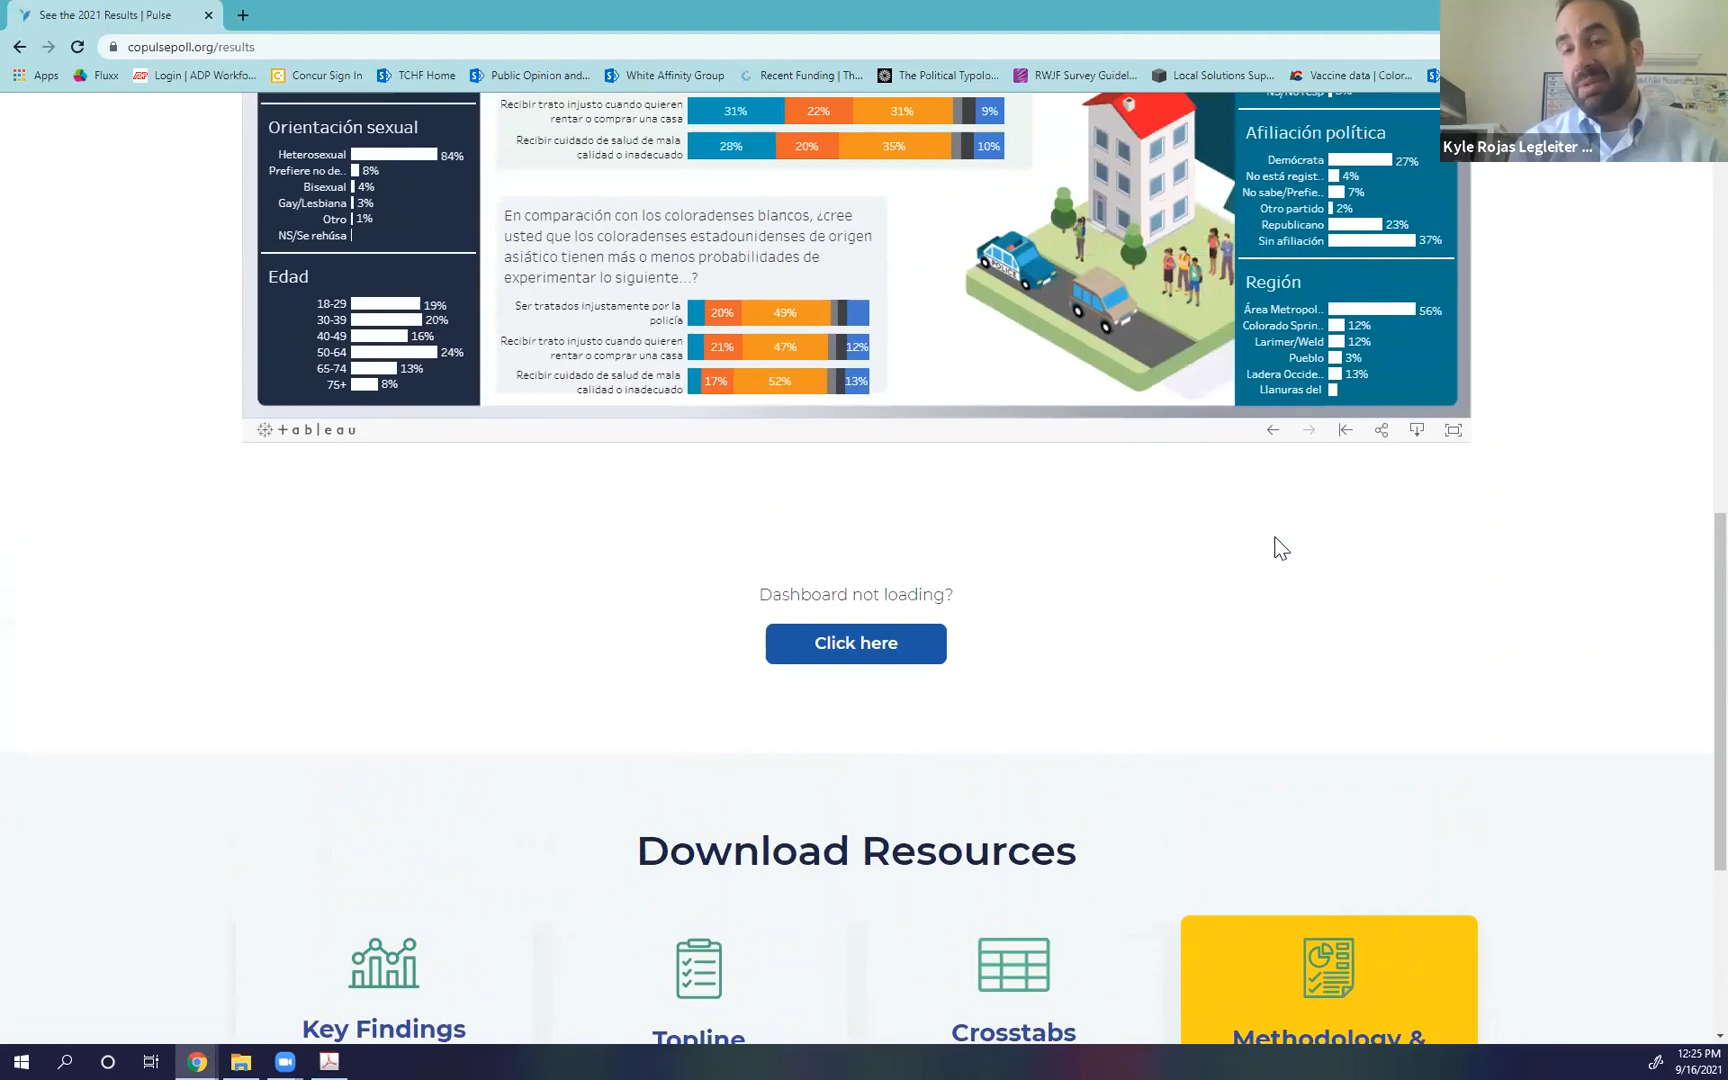 See the 2021 Results | Pulse
copulsepoll.org/results
Apps Fluxx Login | ADP Workfo... Concur Sign In TCHF Home Public Opinion and... White Affinity Group Recent Funding | Th... The Political Typolo... RWJF Survey Guidel... Local Solutions Sup... Vaccine data | Color...
Kyle Rojas Legleiter ...
Orientación sexual
Heterosexual 84%
Prefiere no de.. 8%
Bisexual 4%
Gay/Lesbiana 3%
Otro 1%
NS/Se rehúsa
Edad
18-29 19%
30-39 20%
40-49 16%
50-64 24%
65-74 13%
75+ 8%
Recibir trato injusto cuando quieren
rentar o comprar una casa
31% 22% 31% 9%
Recibir cuidado de salud de mala
calidad o inadecuado
28% 20% 35% 10%
En comparación con los coloradenses blancos, ¿cree
usted que los coloradenses estadounidenses de origen
asiático tienen más o menos probabilidades de
experimentar lo siguiente...?
Ser tratados injustamente por la
policía
20% 49%
Recibir trato injusto cuando quieren
rentar o comprar una casa
21% 47% 12%
Recibir cuidado de salud de mala
calidad o inadecuado
17% 52% 13%
POLICE
Afiliación política
Demócrata 27%
No está regist.. 4%
No sabe/Prefie.. 7%
Otro partido 2%
Republicano 23%
Sin afiliación 37%
Región
Área Metropol.. 56%
Colorado Sprin.. 12%
Larimer/Weld 12%
Pueblo 3%
Ladera Occide.. 13%
Llanuras del
+ableau
Dashboard not loading?
Click here
Download Resources
Key Findings
Topline
Crosstabs
Methodology &
12:25 PM
9/16/2021